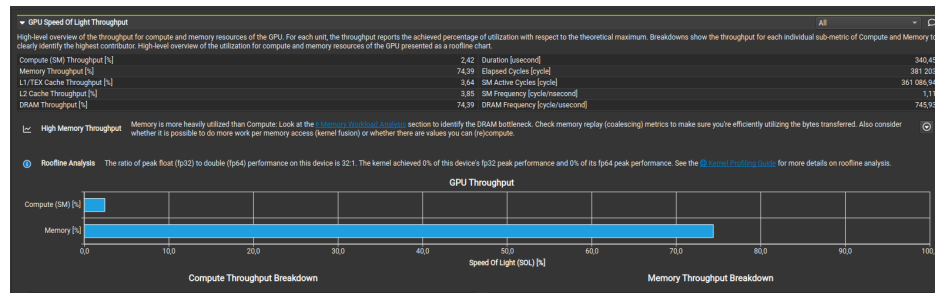 GPU Speed Of Light Throughput
All
High-level overview of the throughput for compute and memory resources of the GPU. For each unit, the throughput reports the achieved percentage of utilization with respect to the theoretical maximum. Breakdowns show the throughput for each individual sub-metric of Compute and Memory to
clearly identify the highest contributor. High-level overview of the utilization for compute and memory resources of the GPU presented as a roofline chart.
Compute (SM) Throughput [%] 2,42 Duration [usecond] 340,45
Memory Throughput [%] 74,39 Elapsed Cycles [cycle] 381 203
L1/TEX Cache Throughput [%] 3,64 SM Active Cycles [cycle] 361 086,94
L2 Cache Throughput [%] 3,85 SM Frequency [cycle/nsecond] 1,11
DRAM Throughput [%] 74,39 DRAM Frequency [cycle/usecond] 745,93
High Memory Throughput
Memory is more heavily utilized than Compute: Look at the Memory Workload Analysis section to identify the DRAM bottleneck. Check memory replay (coalescing) metrics to make sure you're efficiently utilizing the bytes transferred. Also consider
whether it is possible to do more work per memory access (kernel fusion) or whether there are values you can (re)compute.
Roofline Analysis The ratio of peak float (fp32) to double (fp64) performance on this device is 32:1. The kernel achieved 0% of this device's fp32 peak performance and 0% of its fp64 peak performance. See the Kernel Profiling Guide for more details on roofline analysis.
GPU Throughput
Compute (SM) [%]
Memory [%]
0,0 10,0 20,0 30,0 40,0 50,0 60,0 70,0 80,0 90,0 100,
Speed Of Light (SOL) [%]
Compute Throughput Breakdown Memory Throughput Breakdown